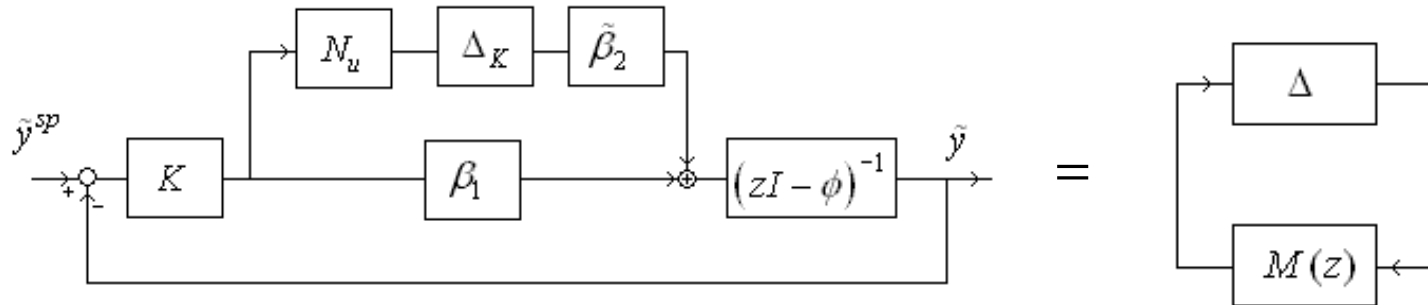 N_u Δ_K β̃_2
ỹ^{sp} + - K β_1 + (zI − ϕ)^{−1} ỹ
=
Δ
M(z)